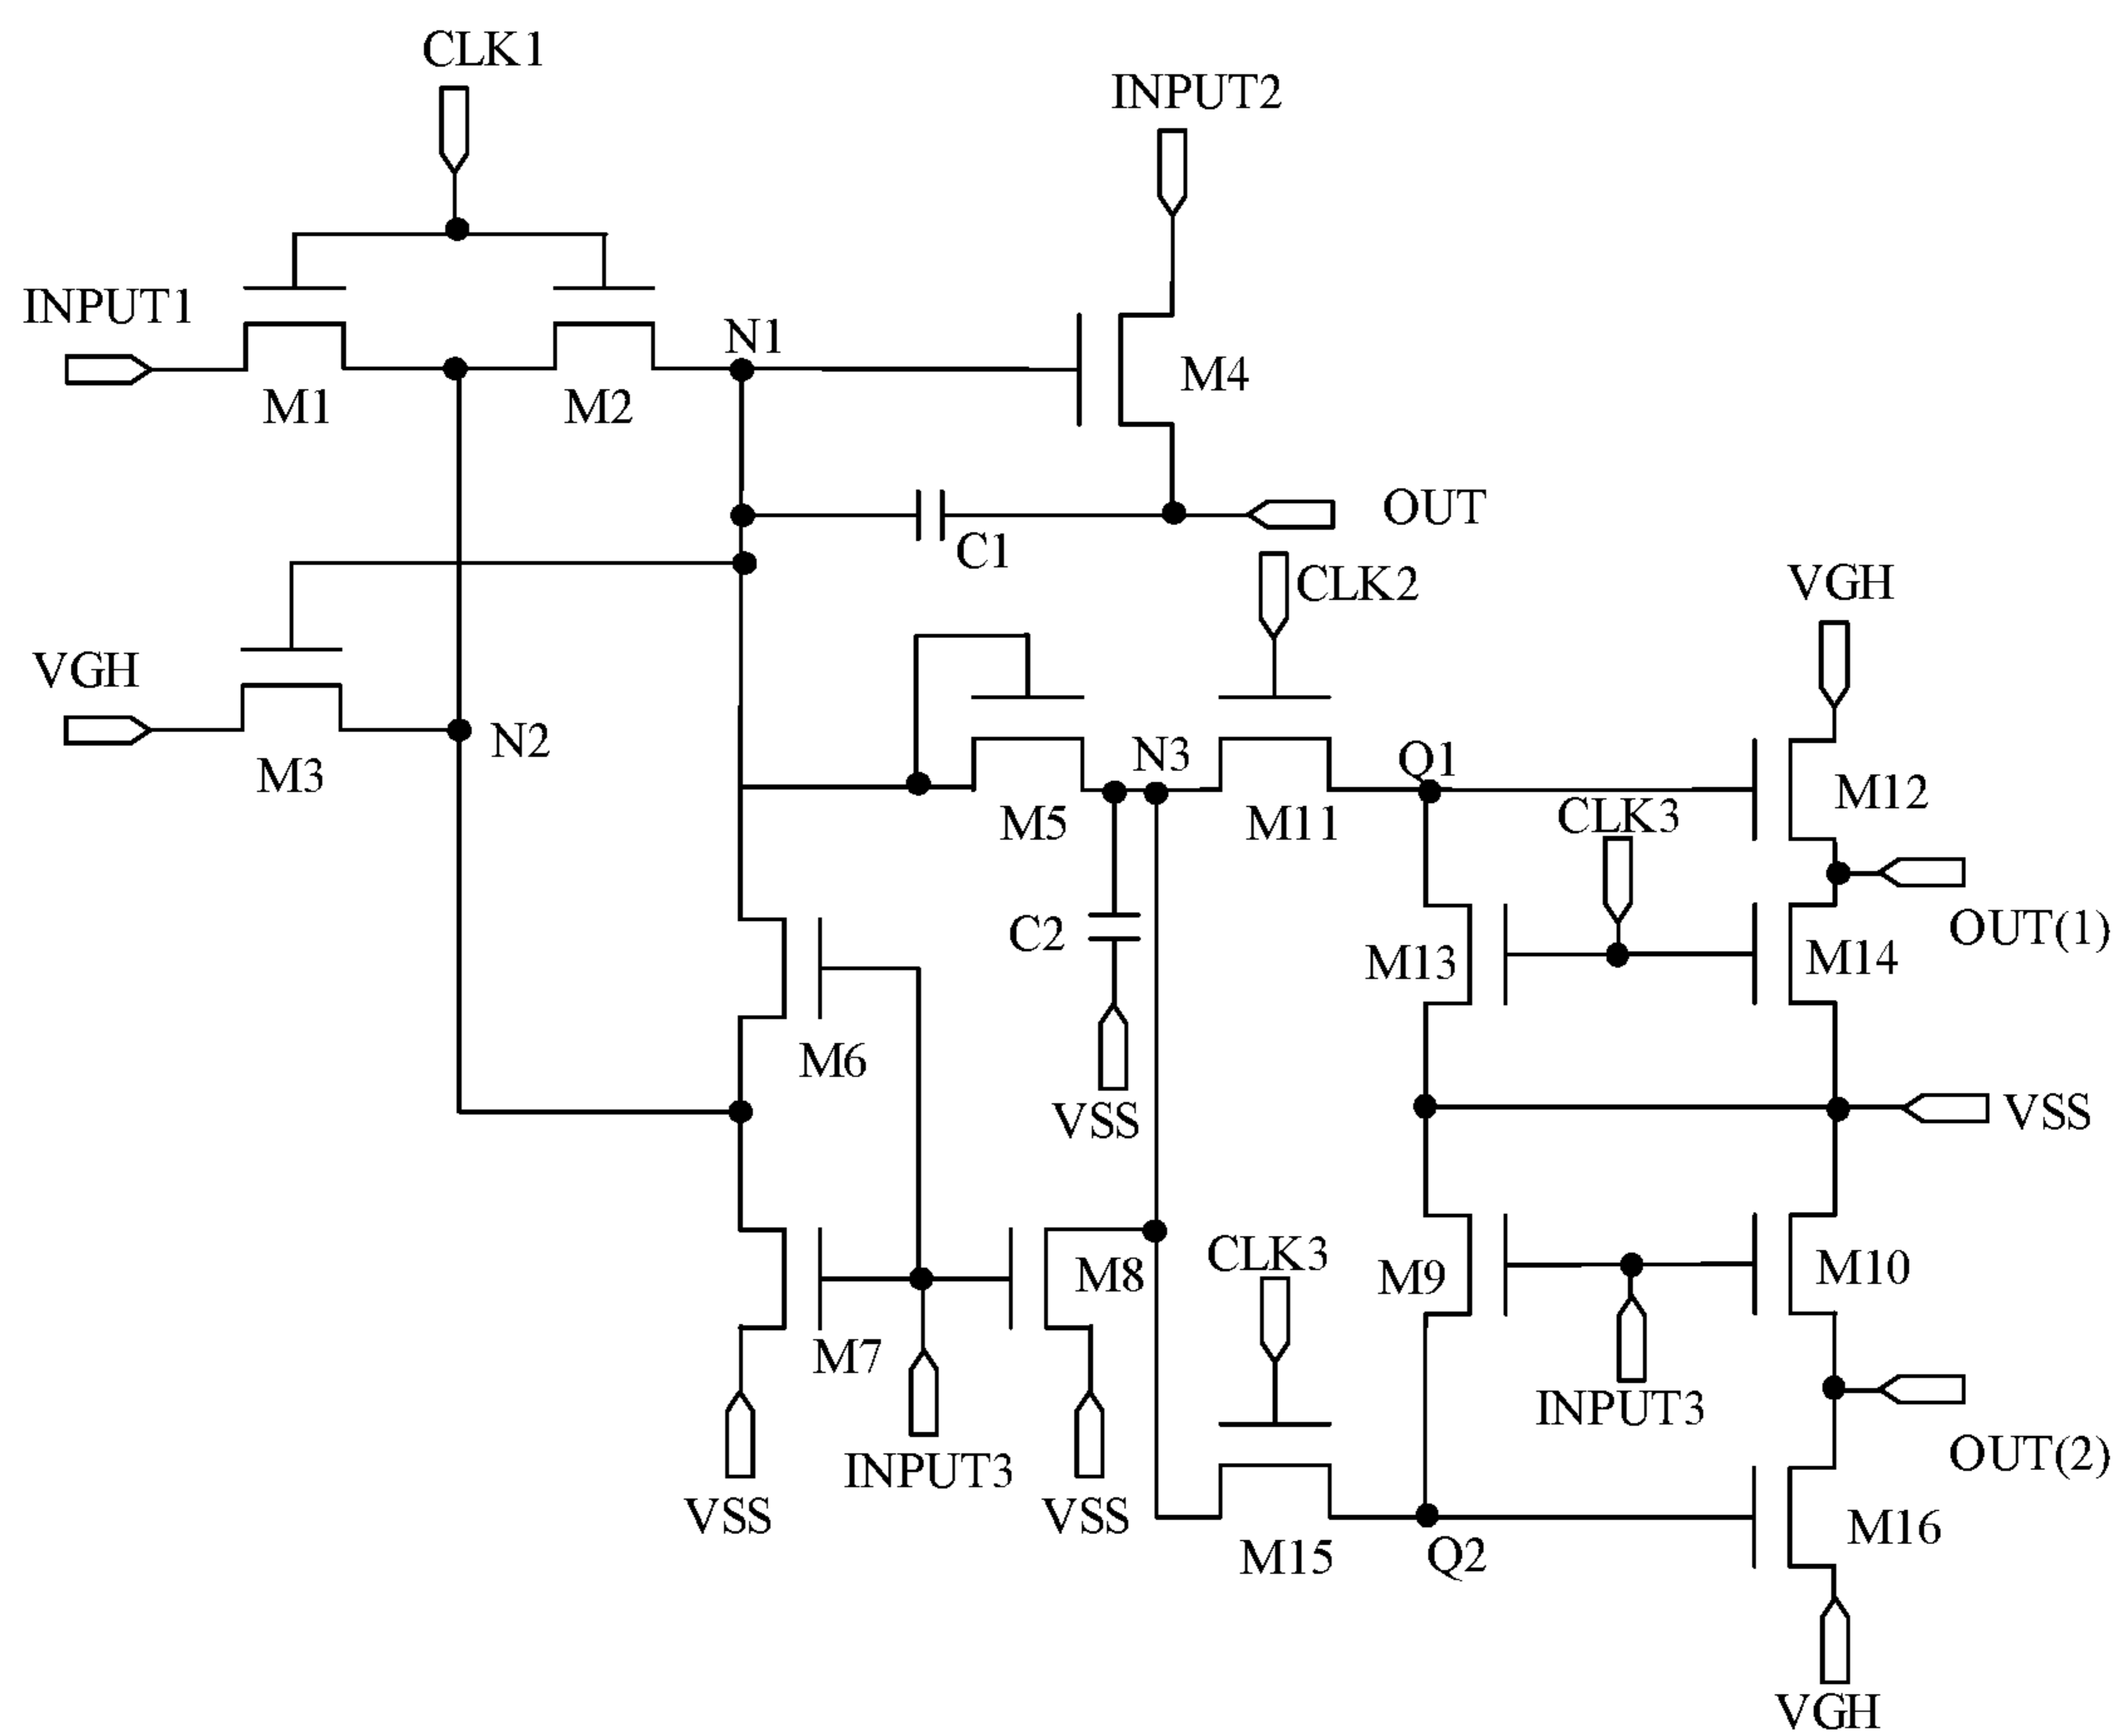 CLK1
INPUT2
INPUT1
N1
M4
M1
M2
OUT
C1
CLK2
VGH
VGH
N2
M3
N3
Q1
M12
M5
M11
CLK3
OUT(1)
C2
M13
M14
M6
VSS
VSS
CLK3
M8
M9
M10
M7
INPUT3
INPUT3
OUT(2)
VSS
VSS
M15
Q2
M16
VGH